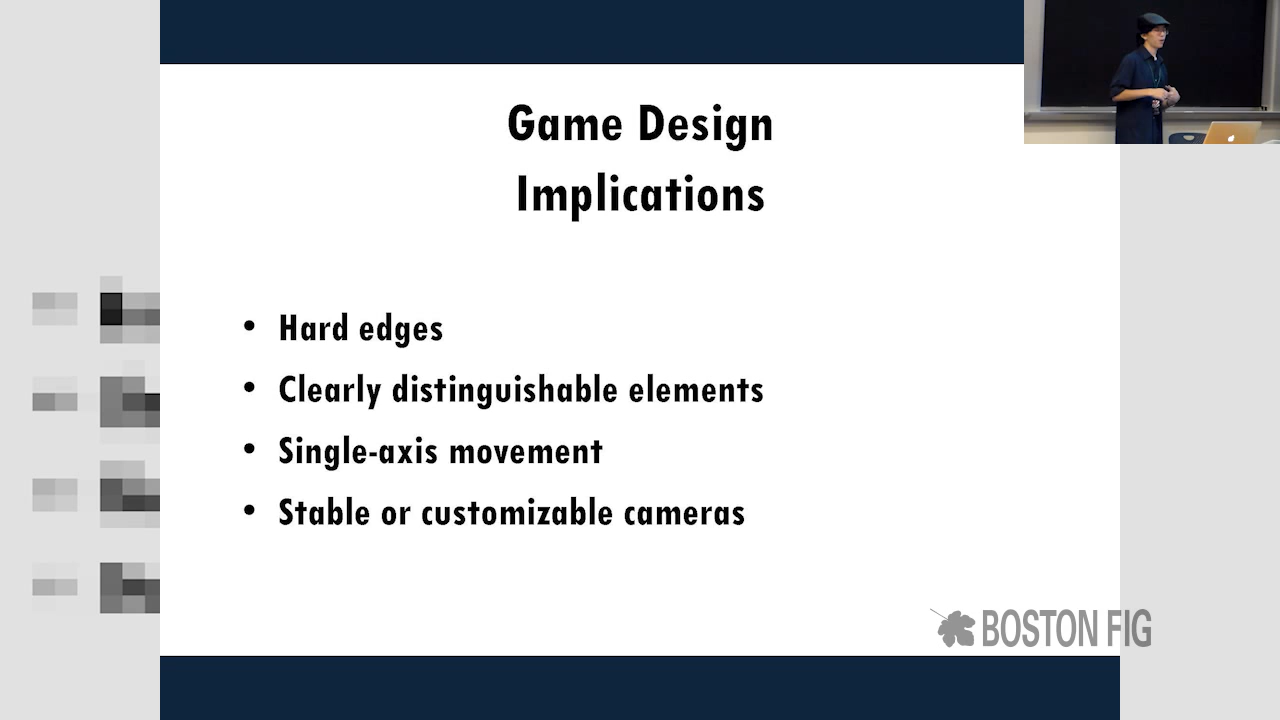 Game Design
Implications
• Hard edges
• Clearly distinguishable elements
• Single-axis movement
• Stable or customizable cameras
BOSTON FIG